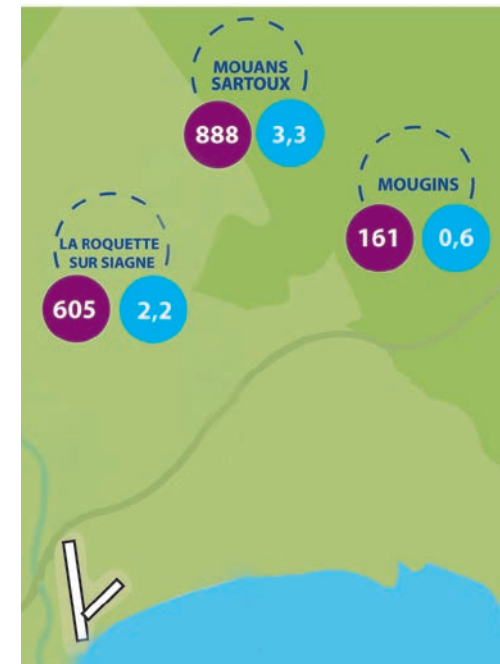 MOUANS
SARTOUX
888 3,3
MOUGINS
161 0,6
LA ROQUETTE
SUR SIAGNE
605 2,2